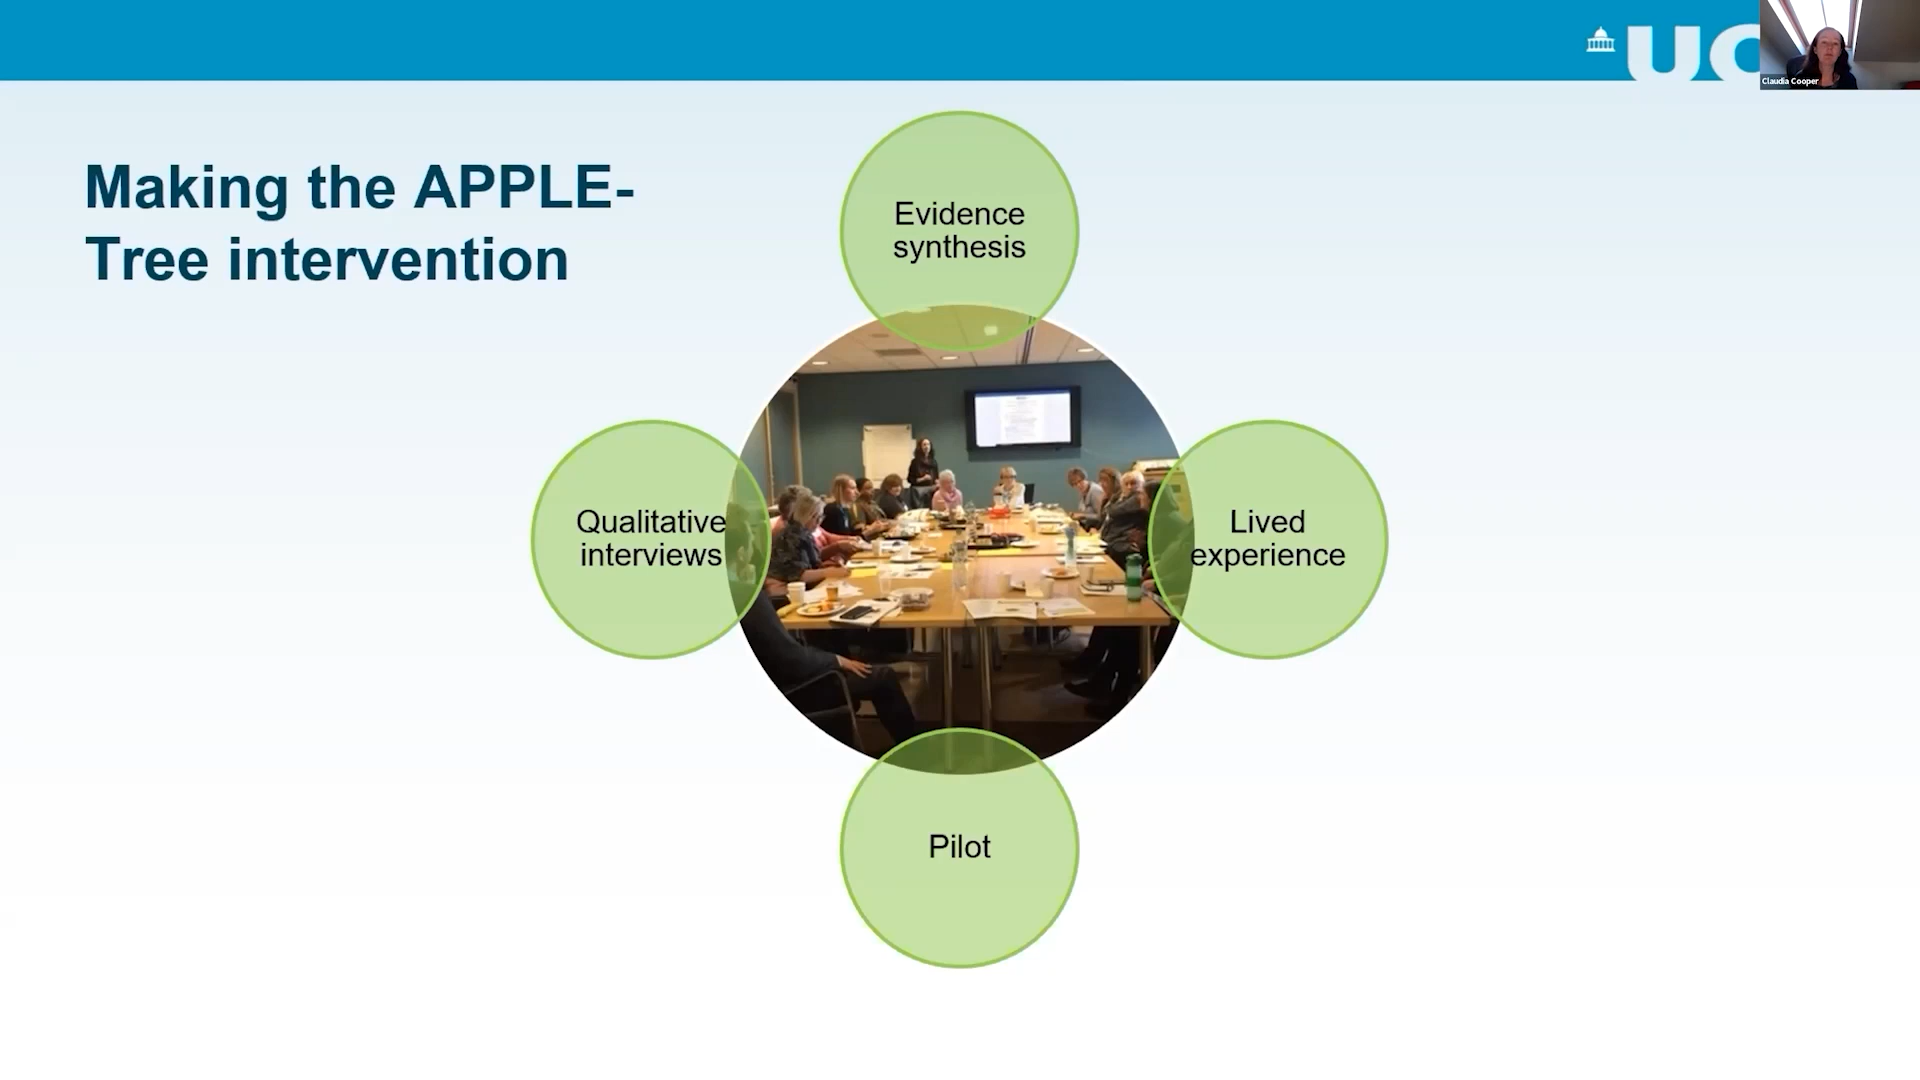 UC
Claudia Cooper
Making the APPLE-
Tree intervention
Evidence
synthesis
Qualitative
interviews
Lived
experience
Pilot